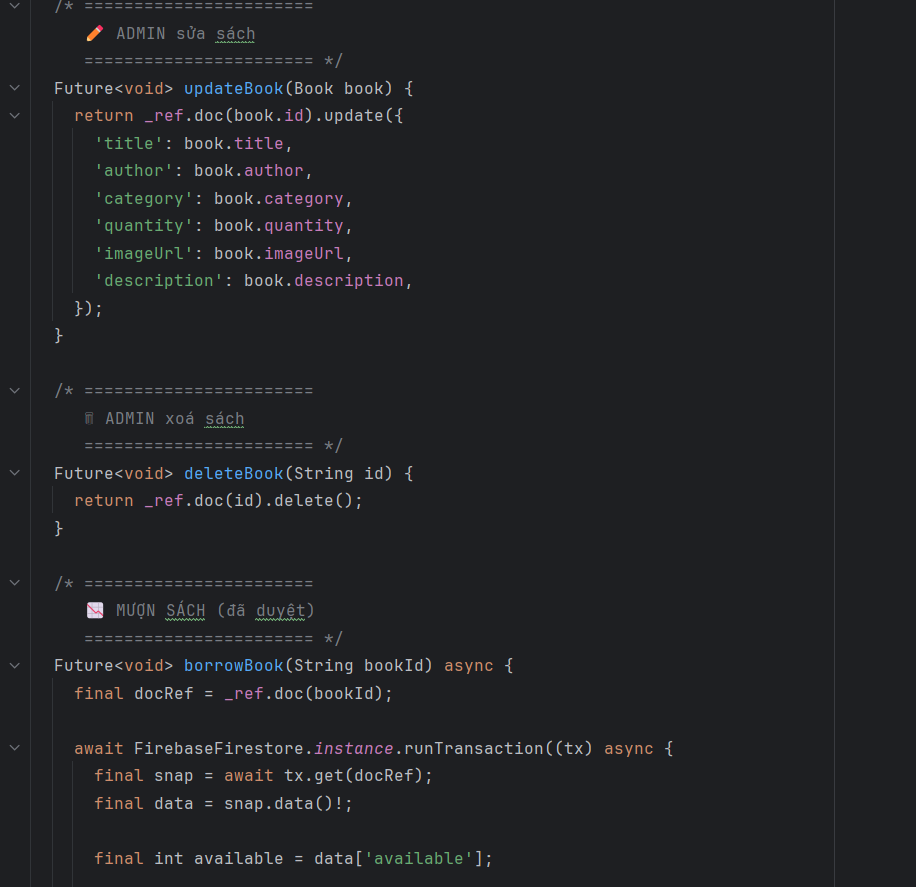 /* =======================
✏️ ADMIN sửa sách
======================= */
Future<void> updateBook(Book book) {
return _ref.doc(book.id).update({
'title': book.title,
'author': book.author,
'category': book.category,
'quantity': book.quantity,
'imageUrl': book.imageUrl,
'description': book.description,
});
}
/* =======================
🗑 ADMIN xoá sách
======================= */
Future<void> deleteBook(String id) {
return _ref.doc(id).delete();
}
/* =======================
📉 MƯỢN SÁCH (đã duyệt)
======================= */
Future<void> borrowBook(String bookId) async {
final docRef = _ref.doc(bookId);
await FirebaseFirestore.instance.runTransaction((tx) async {
final snap = await tx.get(docRef);
final data = snap.data()!;
final int available = data['available'];